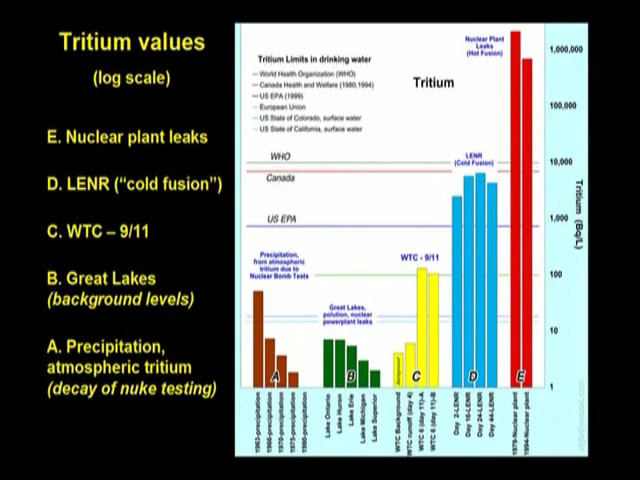 Tritium values
(log scale)
E. Nuclear plant leaks
D. LENR (“cold fusion”)
C. WTC – 9/11
B. Great Lakes
(background levels)
A. Precipitation,
atmospheric tritium
(decay of nuke testing)
Tritium Limits in drinking water
World Health Organization (WHO)
Canada Health and Welfare (1980,1994)
US EPA (1999)
European Union
US State of Colorado, surface water
US State of California, surface water
Tritium
Nuclear Plant
Leaks
(Hot Fusion)
WHO
Canada
US EPA
LENR
(Cold Fusion)
WTC - 9/11
Precipitation,
from atmospheric
tritium due to
Nuclear Bomb Tests
Great Lakes,
polution, nuclear
powerplant leaks
1,000,000
100,000
10,000
1,000
100
10
1
Tritium (Bq/L)
A
B
C
D
E
1963-precipitation
1966-precipitation
1970-precipitation
1975-precipitation
1990-precipitation
Lake Ontario
Lake Huron
Lake Erie
Lake Michigan
Lake Superior
WTC Background
WTC runoff (day 4)
WTC 6 (day 11)-A
WTC 6 (day 11)-B
Day 2-LENR
Day 16-LENR
Day 24-LENR
Day 44-LENR
1979-Nuclear plant
1994-Nuclear plant